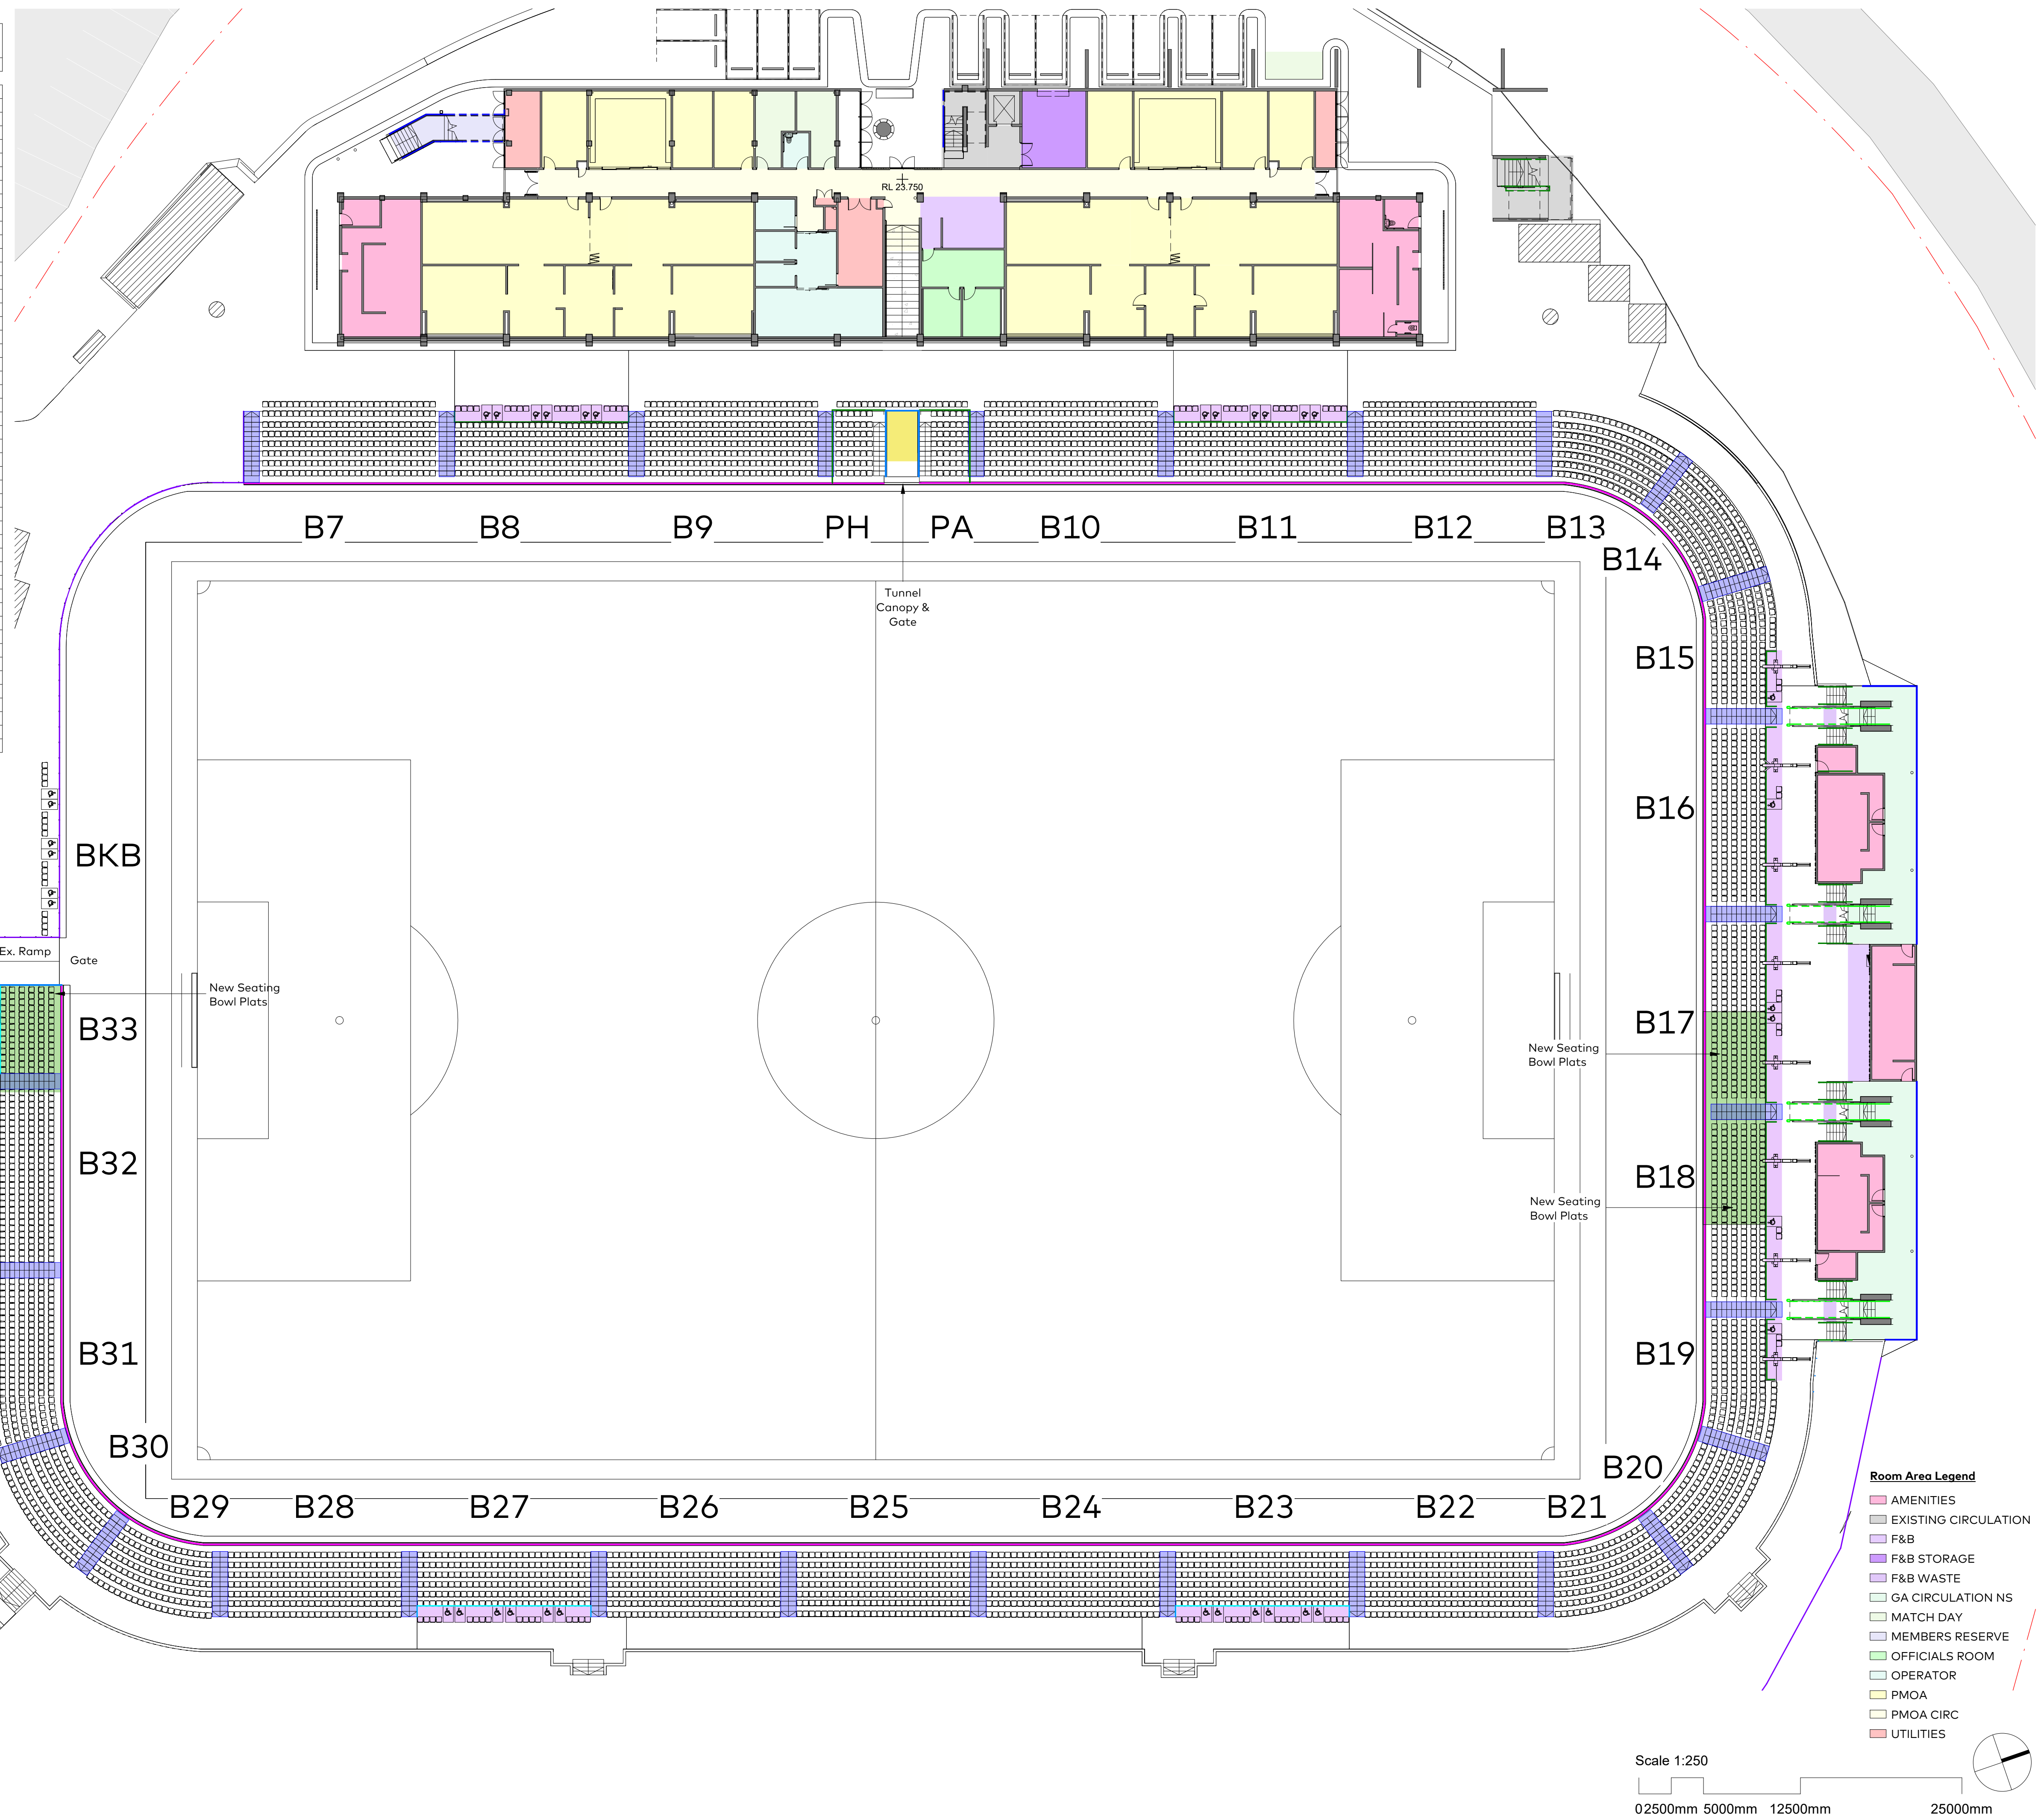 RL 23.750
B7 B8 B9 PH PA B10 B11 B12 B13
B14
Tunnel
Canopy &
Gate
B15
B16
BKB
Ex. Ramp
Gate
New Seating
Bowl Plats
B33
B17
New Seating
Bowl Plats
B32
B18
New Seating
Bowl Plats
B31
B19
B30
B20
B29 B28 B27 B26 B25 B24 B23 B22 B21
Room Area Legend
AMENITIES
EXISTING CIRCULATION
F&B
F&B STORAGE
F&B WASTE
GA CIRCULATION NS
MATCH DAY
MEMBERS RESERVE
OFFICIALS ROOM
OPERATOR
PMOA
PMOA CIRC
UTILITIES
Scale 1:250
0 2500mm 5000mm 12500mm 25000mm